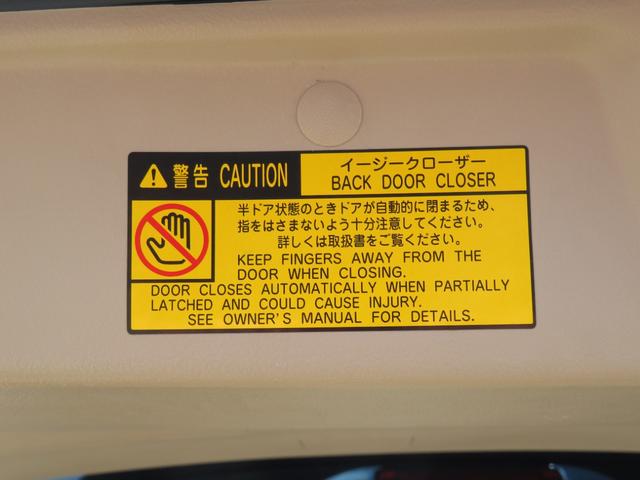 警告 CAUTION
イージークローザー
BACK DOOR CLOSER
半ドア状態のときドアが自動的に閉まるため、
指をはさまないよう十分注意してください。
詳しくは取扱書をご覧ください。
KEEP FINGERS AWAY FROM THE
DOOR WHEN CLOSING.
DOOR CLOSES AUTOMATICALLY WHEN PARTIALLY
LATCHED AND COULD CAUSE INJURY.
SEE OWNER'S MANUAL FOR DETAILS.